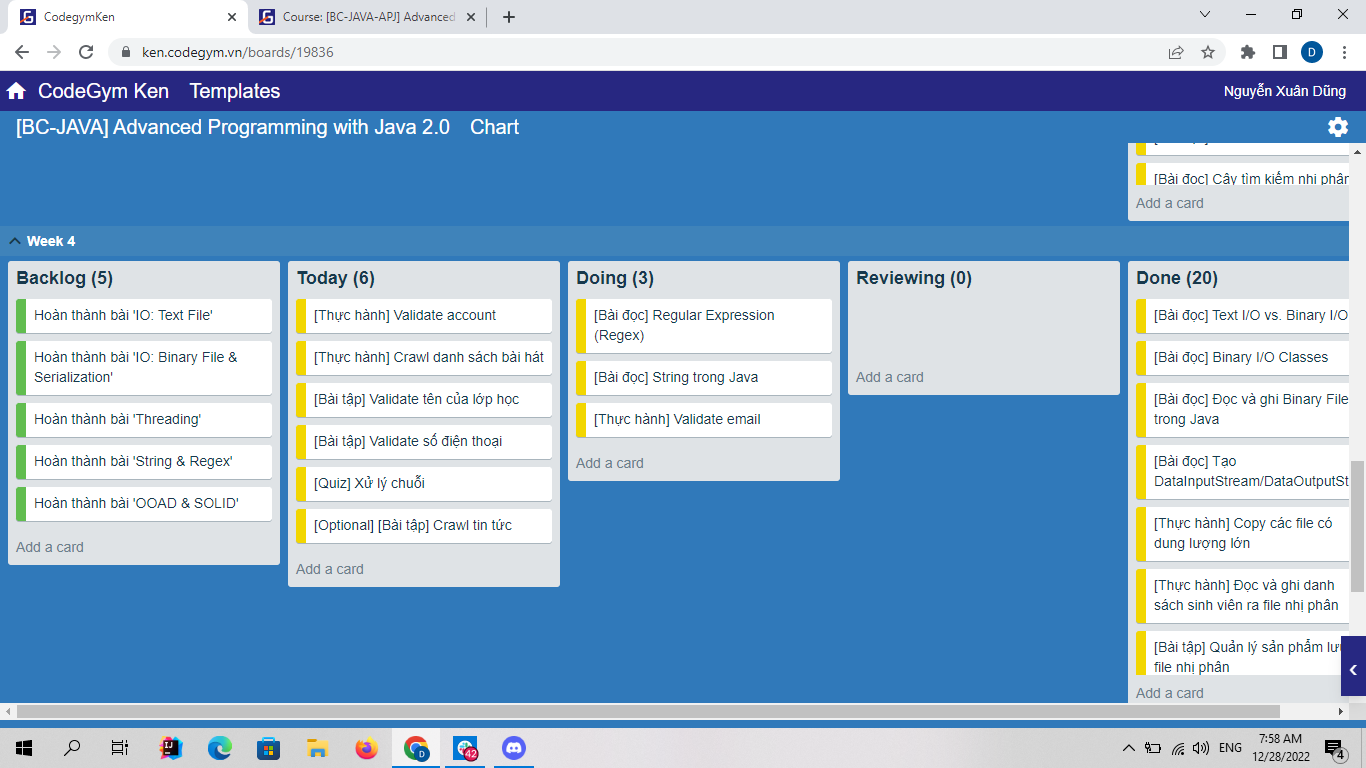 CodegymKen
Course: [BC-JAVA-APJ] Advanced
ken.codegym.vn/boards/19836
D
CodeGym Ken
Templates
Nguyễn Xuân Dũng
[BC-JAVA] Advanced Programming with Java 2.0
Chart
[Bài đọc] Cây tìm kiếm nhị phân
Add a card
Week 4
Backlog (5)
Hoàn thành bài 'IO: Text File'
Hoàn thành bài 'IO: Binary File &
Serialization'
Hoàn thành bài 'Threading'
Hoàn thành bài 'String & Regex'
Hoàn thành bài 'OOAD & SOLID'
Add a card
Today (6)
[Thực hành] Validate account
[Thực hành] Crawl danh sách bài hát
[Bài tập] Validate tên của lớp học
[Bài tập] Validate số điện thoại
[Quiz] Xử lý chuỗi
[Optional] [Bài tập] Crawl tin tức
Add a card
Doing (3)
[Bài đọc] Regular Expression
(Regex)
[Bài đọc] String trong Java
[Thực hành] Validate email
Add a card
Reviewing (0)
Add a card
Done (20)
[Bài đọc] Text I/O vs. Binary I/O
[Bài đọc] Binary I/O Classes
[Bài đọc] Đọc và ghi Binary File
trong Java
[Bài đọc] Tạo
DataInputStream/DataOutputSt
[Thực hành] Copy các file có
dung lượng lớn
[Thực hành] Đọc và ghi danh
sách sinh viên ra file nhị phân
[Bài tập] Quản lý sản phẩm lưu
file nhị phân
Add a card
42
D
ENG
7:58 AM
12/28/2022
4